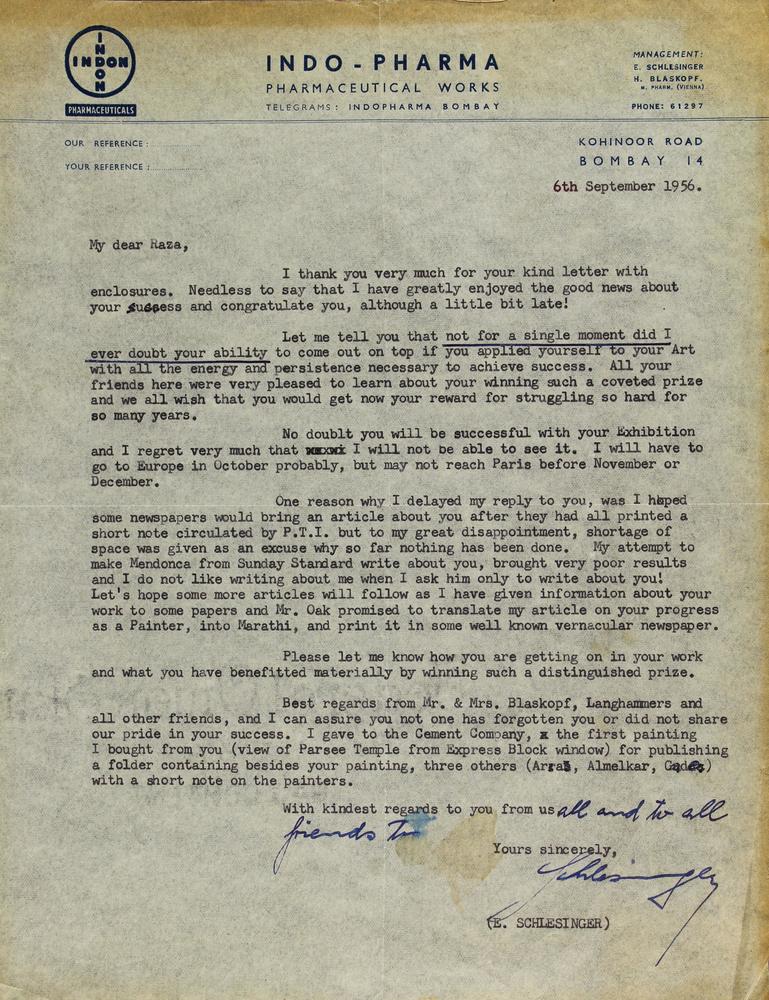 INDON
INDON
PHARMACEUTICALS
INDO - PHARMA
PHARMACEUTICAL WORKS
TELEGRAMS: INDOPHARMA BOMBAY
MANAGEMENT:
E. SCHLESINGER
H. BLASKOPF.
M. PHARM. (VIENNA)
PHONE: 61297
OUR REFERENCE:
YOUR REFERENCE:
KOHINOOR ROAD
BOMBAY 14
6th September 1956.
My dear Raza,
I thank you very much for your kind letter with
enclosures. Needless to say that I have greatly enjoyed the good news about
your success and congratulate you, although a little bit late!
Let me tell you that not for a single moment did I
ever doubt your ability to come out on top if you applied yourself to your Art
with all the energy and persistence necessary to achieve success. All your
friends here were very pleased to learn about your winning such a coveted prize
and we all wish that you would get now your reward for struggling so hard for
so many years.
No doublt you will be successful with your Exhibition
and I regret very much that I will not be able to see it. I will have to
go to Europe in October probably, but may not reach Paris before November or
December.
One reason why I delayed my reply to you, was I hoped
some newspapers would bring an article about you after they had all printed a
short note circulated by P.T.I. but to my great disappointment, shortage of
space was given as an excuse why so far nothing has been done. My attempt to
make Mendonca from Sunday Standard write about you, brought very poor results
and I do not like writing about me when I ask him only to write about you!
Let's hope some more articles will follow as I have given information about your
work to some papers and Mr. Oak promised to translate my article on your progress
as a Painter, into Marathi, and print it in some well known vernacular newspaper.
Please let me know how you are getting on in your work
and what you have benefitted materially by winning such a distinguished prize.
Best regards from Mr. & Mrs. Blaskopf, Langhammers and
all other friends, and I can assure you not one has forgotten you or did not share
our pride in your success. I gave to the Cement Company, the first painting
I bought from you (view of Parsee Temple from Express Block window) for publishing
a folder containing besides your painting, three others (Almelkar,
with a short note on the painters.
With kindest regards to you from us all and to all
friends
Yours sincerely,
Schlesinger
(E. SCHLESINGER)